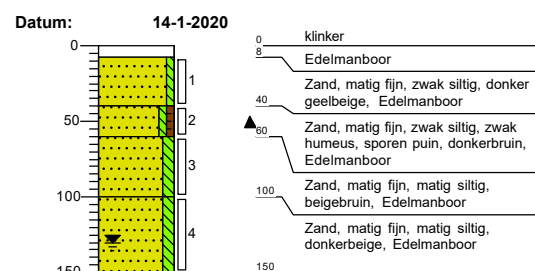 Datum: 14-1-2020
0
50
100
150
1
2
3
4
0 klinker
8 Edelmanboor
Zand, matig fijn, zwak siltig, donker
geelbeige, Edelmanboor
40
Zand, matig fijn, zwak siltig, zwak
humeus, sporen puin, donkerbruin,
Edelmanboor
60
Zand, matig fijn, matig siltig,
beigebruin, Edelmanboor
100
Zand, matig fijn, matig siltig,
donkerbeige, Edelmanboor
150